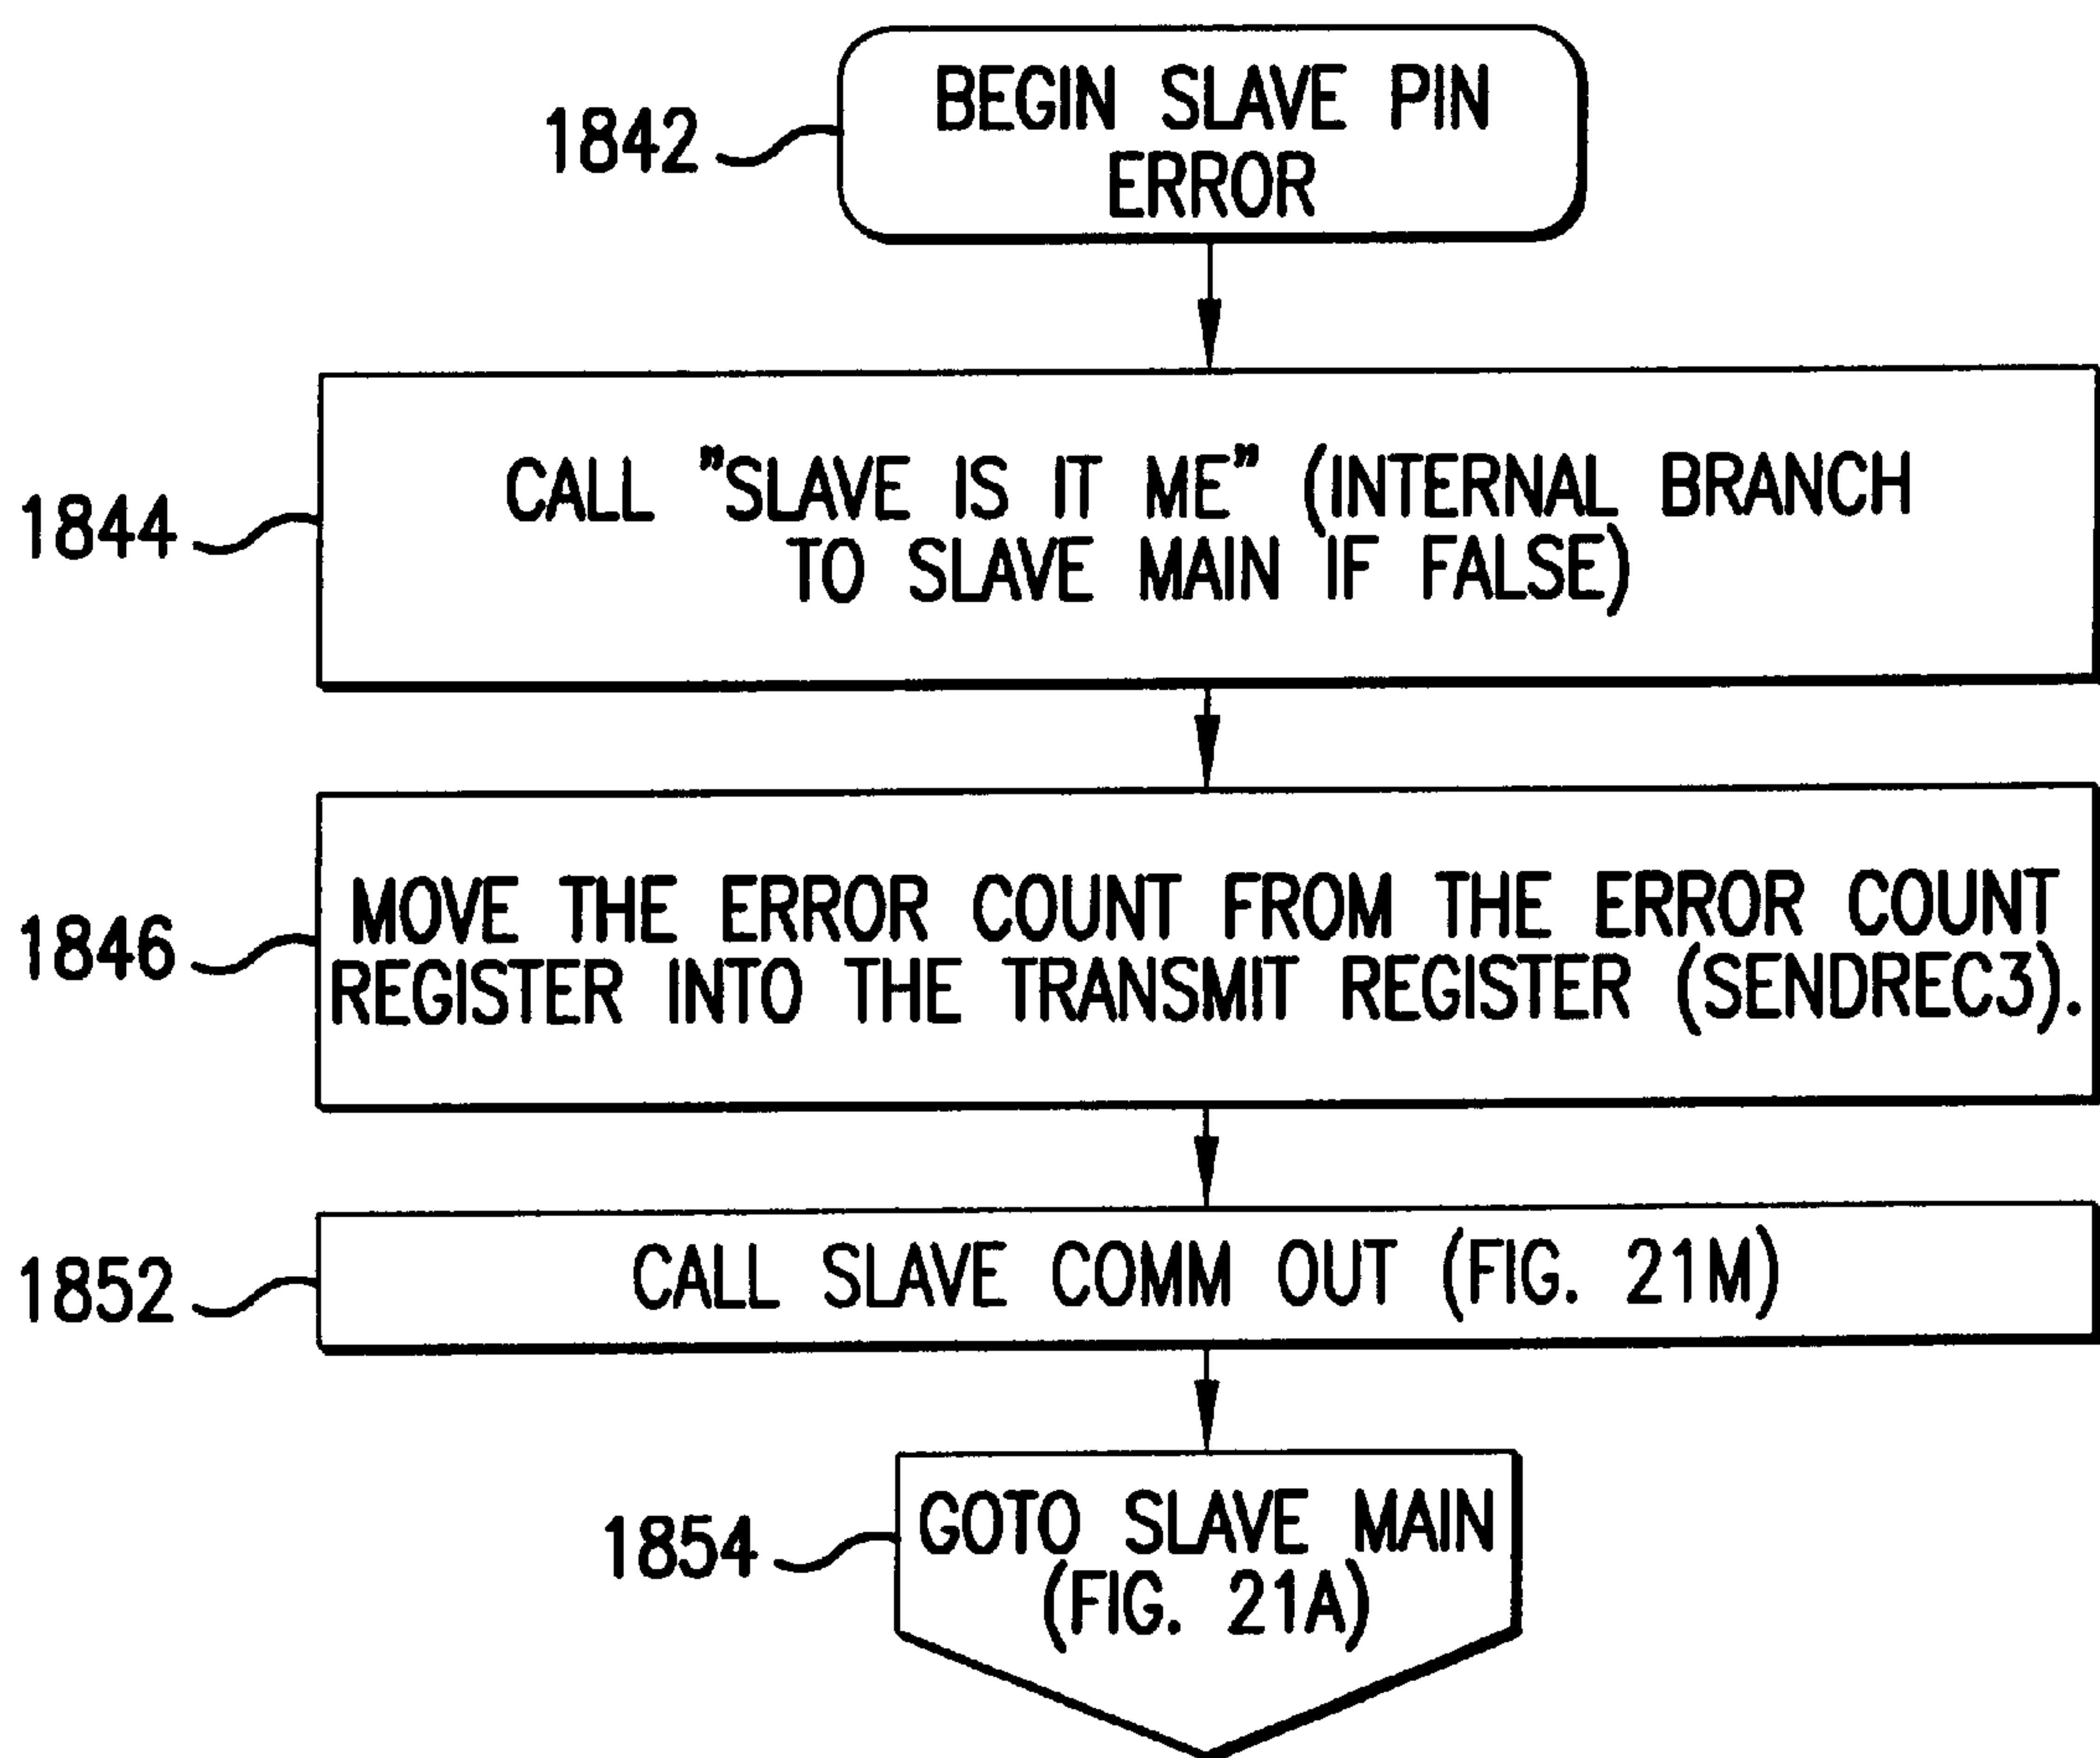 BEGIN SLAVE PIN
ERROR
1842
CALL "SLAVE IS IT ME" (INTERNAL BRANCH
TO SLAVE MAIN IF FALSE)
1844
MOVE THE ERROR COUNT FROM THE ERROR COUNT
REGISTER INTO THE TRANSMIT REGISTER (SENDREC3).
1846
CALL SLAVE COMM OUT (FIG. 21M)
1852
GOTO SLAVE MAIN
(FIG. 21A)
1854